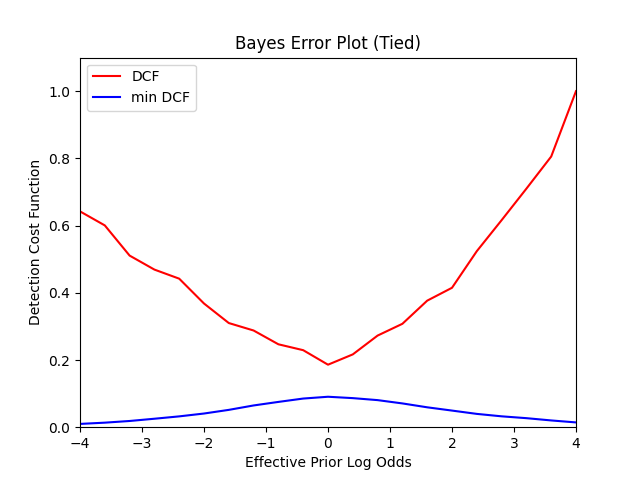 Bayes Error Plot (Tied)
DCF
min DCF
Detection Cost Function
1.0
0.8
0.6
0.4
0.2
0.0
−4 −3 −2 −1 0 1 2 3 4
Effective Prior Log Odds